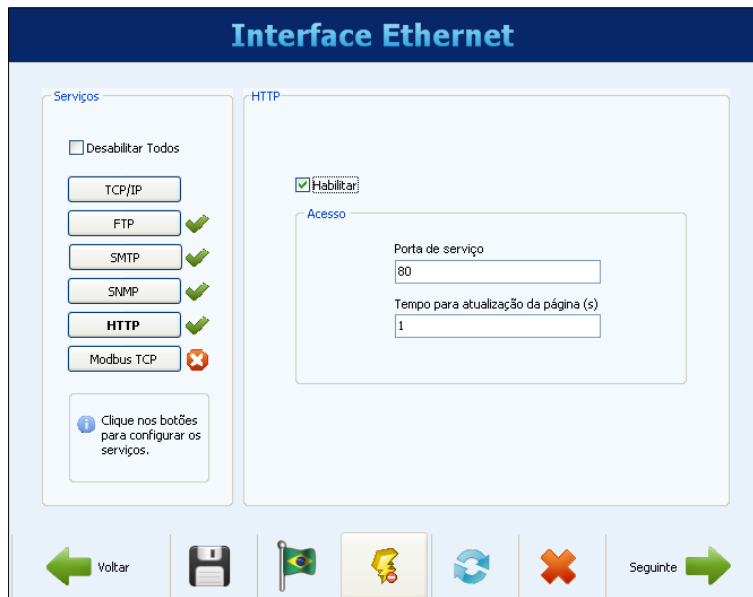 Interface Ethernet
Serviços
Desabilitar Todos
TCP/IP
FTP
SMTP
SNMP
HTTP
Modbus TCP
Clique nos botões
para configurar os
serviços.
HTTP
Habilitar
Acesso
Porta de serviço
80
Tempo para atualização da página (s)
1
Voltar
Seguinte